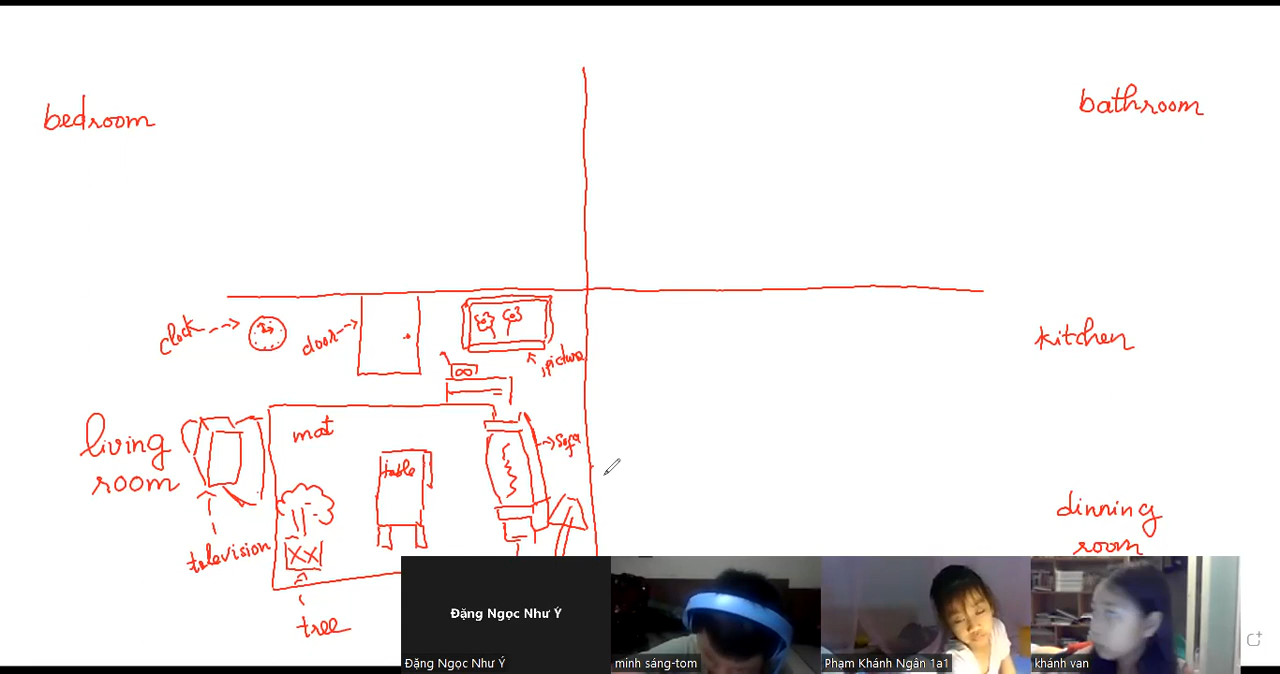 bedroom
bathroom
clock
door
picture
kitchen
living
room
mat
table
sofa
television
tree
dinning
room
Đặng Ngọc Như Ý
Đặng Ngọc Như Ý
minh sáng-tom
Phạm Khánh Ngân 1a1
khánh van